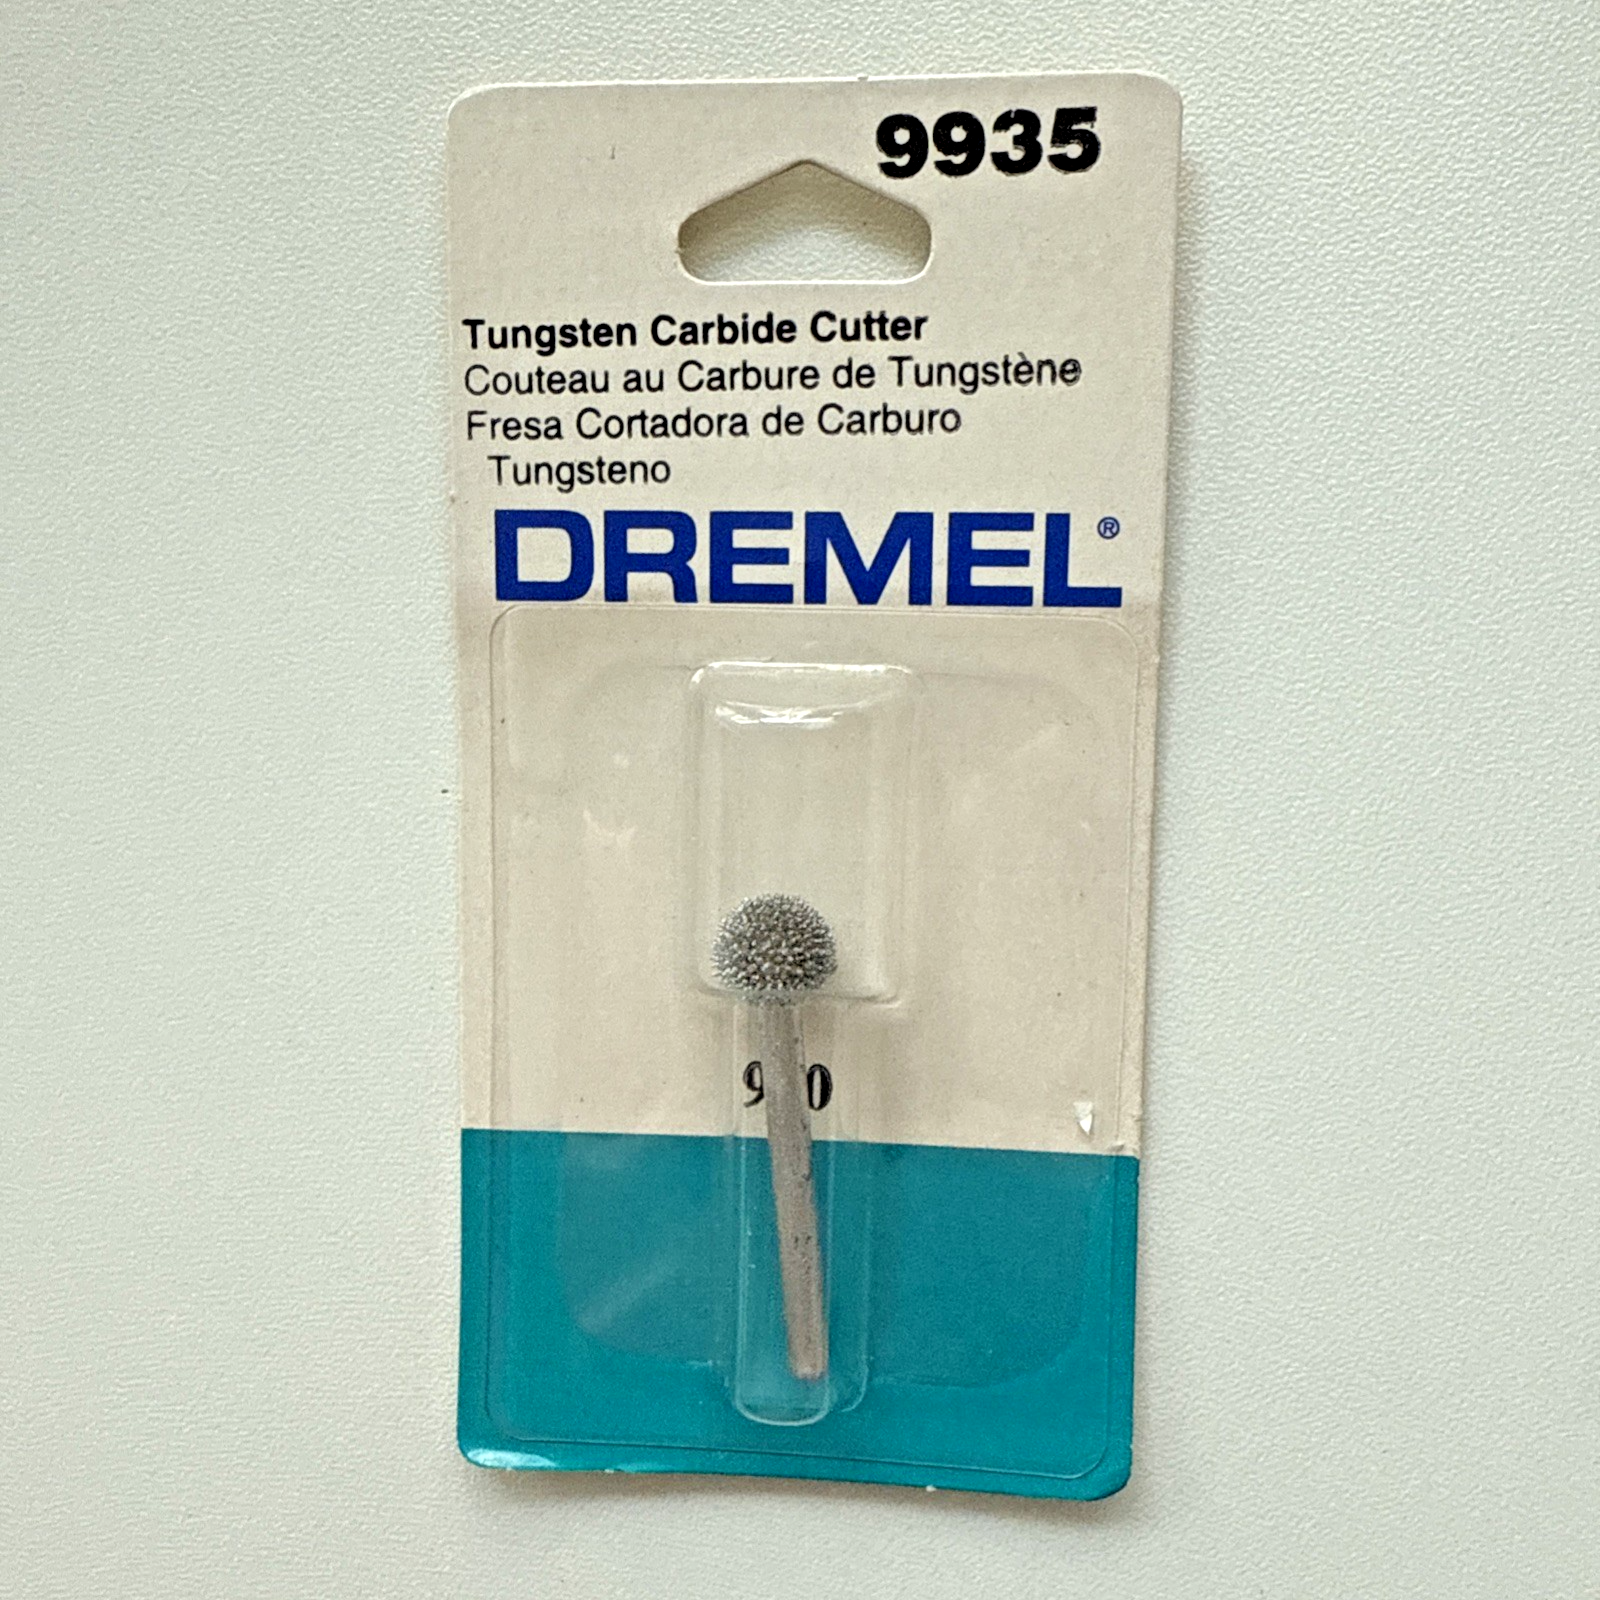 9935
Tungsten Carbide Cutter
Couteau au Carbure de Tungstène
Fresa Cortadora de Carburo
Tungsteno
DREMEL®